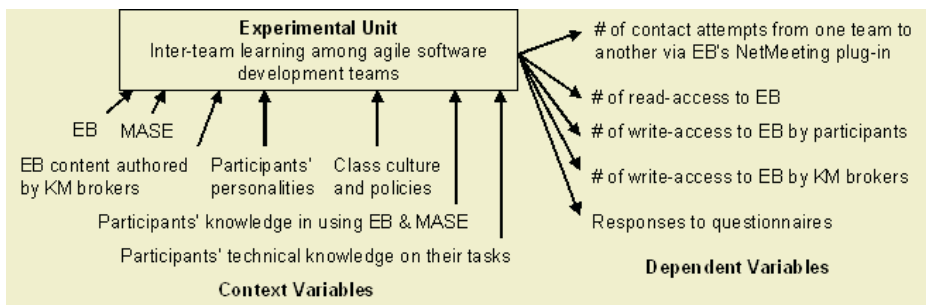 Experimental Unit
Inter-team learning among agile software
development teams
EB
MASE
EB content authored
by KM brokers
Participants'
personalities
Class culture
and policies
Participants' knowledge in using EB & MASE
Participants' technical knowledge on their tasks
Context Variables
# of contact attempts from one team to
another via EB's NetMeeting plug-in
# of read-access to EB
# of write-access to EB by participants
# of write-access to EB by KM brokers
Responses to questionnaires
Dependent Variables